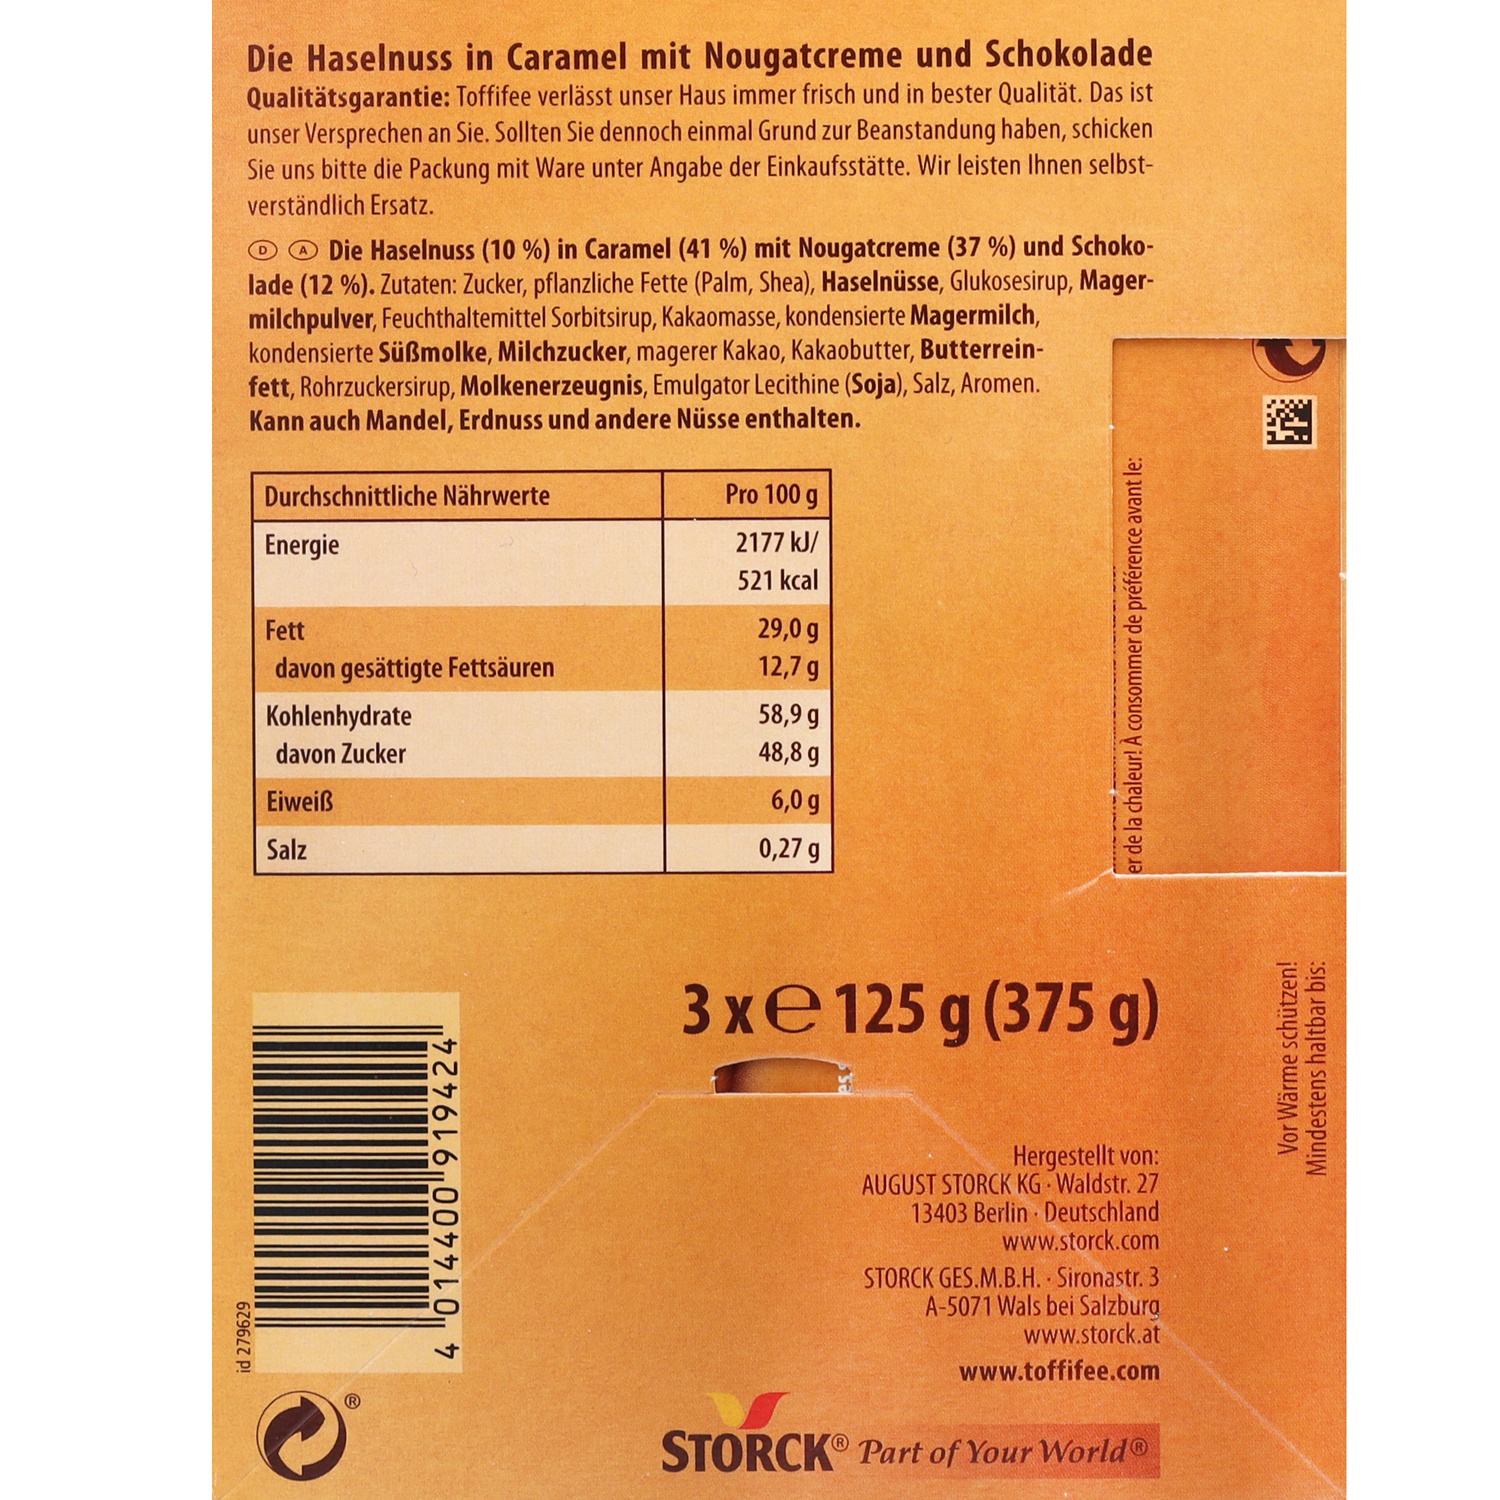 Die Haselnuss in Caramel mit Nougatcreme und Schokolade
Qualitätsgarantie: Toffifee verlässt unser Haus immer frisch und in bester Qualität. Das ist
unser Versprechen an Sie. Sollten Sie dennoch einmal Grund zur Beanstandung haben, schicken
Sie uns bitte die Packung mit Ware unter Angabe der Einkaufsstätte. Wir leisten Ihnen selbst-
verständlich Ersatz.
D A Die Haselnuss (10 %) in Caramel (41 %) mit Nougatcreme (37 %) und Schoko-
lade (12 %). Zutaten: Zucker, pflanzliche Fette (Palm, Shea), Haselnüsse, Glukosesirup, Mager-
milchpulver, Feuchthaltemittel Sorbitsirup, Kakaomasse, kondensierte Magermilch,
kondensierte Süßmolke, Milchzucker, magerer Kakao, Kakaobutter, Butterrein-
fett, Rohrzuckersirup, Molkenerzeugnis, Emulgator Lecithine (Soja), Salz, Aromen.
Kann auch Mandel, Erdnuss und andere Nüsse enthalten.
Durchschnittliche Nährwerte Pro 100 g
Energie 2177 kJ/
521 kcal
Fett 29,0 g
davon gesättigte Fettsäuren 12,7 g
Kohlenhydrate 58,9 g
davon Zucker 48,8 g
Eiweiß 6,0 g
Salz 0,27 g
er de la chaleur! À consommer de préférence avant le:
3 x e 125 g (375 g)
es.
Vor Wärme schützen!
Mindestens haltbar bis:
Hergestellt von:
AUGUST STORCK KG · Waldstr. 27
13403 Berlin · Deutschland
www.storck.com
STORCK GES.M.B.H. · Sironastr. 3
A-5071 Wals bei Salzburg
www.storck.at
www.toffifee.com
4 014400 919424
id 279629
®
STORCK® Part of Your World®